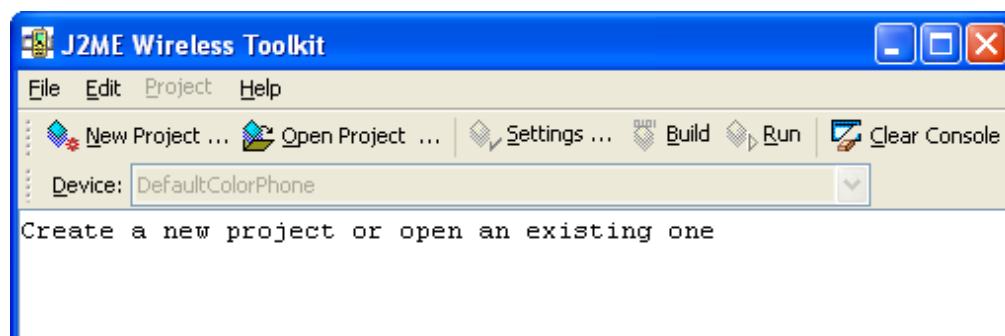 J2ME Wireless Toolkit
File Edit Project Help
New Project ... Open Project ... Settings ... Build Run Clear Console
Device: DefaultColorPhone
Create a new project or open an existing one